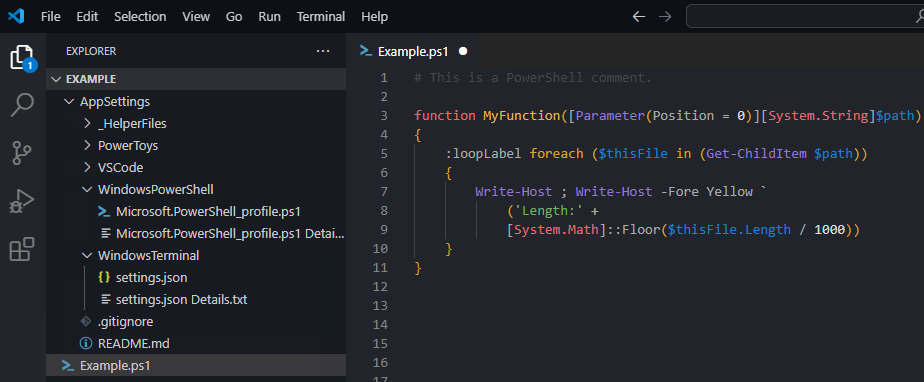 File Edit Selection View Go Run Terminal Help
EXPLORER ...
1
EXAMPLE
AppSettings
_HelperFiles
PowerToys
VSCode
WindowsPowerShell
Microsoft.PowerShell_profile.ps1
Microsoft.PowerShell_profile.ps1 Detai...
WindowsTerminal
{} settings.json
settings.json Details.txt
.gitignore
README.md
Example.ps1
Example.ps1
1 # This is a PowerShell comment.
2
3 function MyFunction([Parameter(Position = 0)][System.String]$path)
4 {
5 :loopLabel foreach ($thisFile in (Get-ChildItem $path))
6 {
7 Write-Host ; Write-Host -Fore Yellow `
8 ('Length:' +
9 [System.Math]::Floor($thisFile.Length / 1000))
10 }
11 }
12
13
14
15
16
17